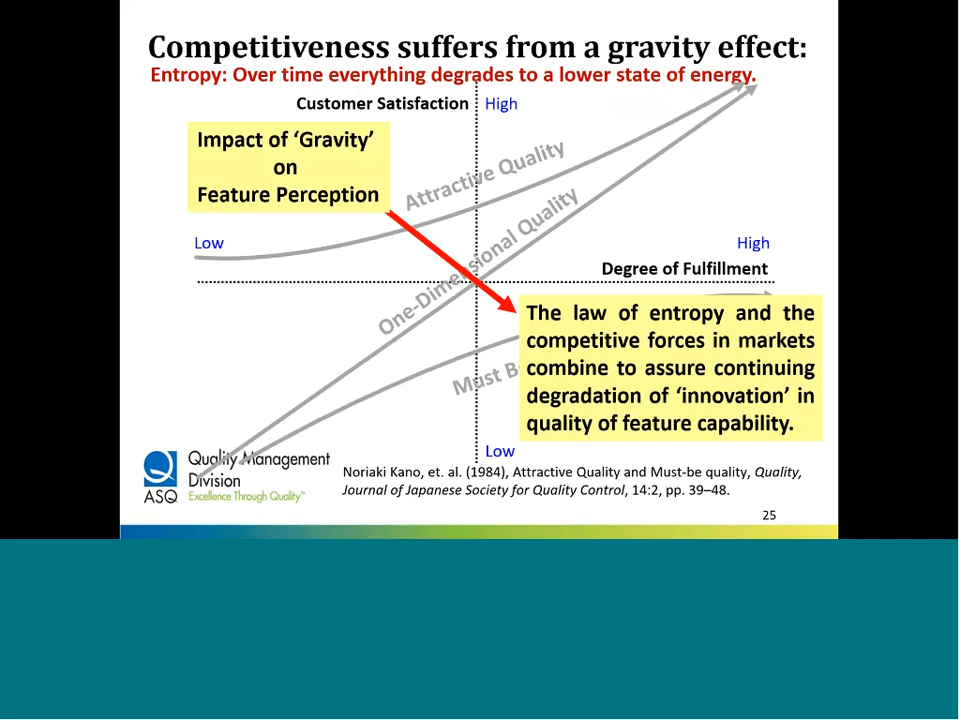 Competitiveness suffers from a gravity effect:
Entropy: Over time everything degrades to a lower state of energy.
Customer Satisfaction
High
Impact of ‘Gravity’
on
Feature Perception
Attractive Quality
One-Dimensional Quality
Low
High
Degree of Fulfillment
The law of entropy and the
competitive forces in markets
combine to assure continuing
degradation of ‘innovation’ in
quality of feature capability.
Must
Low
Quality Management
Division
Excellence Through Quality™
ASQ
Noriaki Kano, et. al. (1984), Attractive Quality and Must-be quality, Quality,
Journal of Japanese Society for Quality Control, 14:2, pp. 39–48.
25